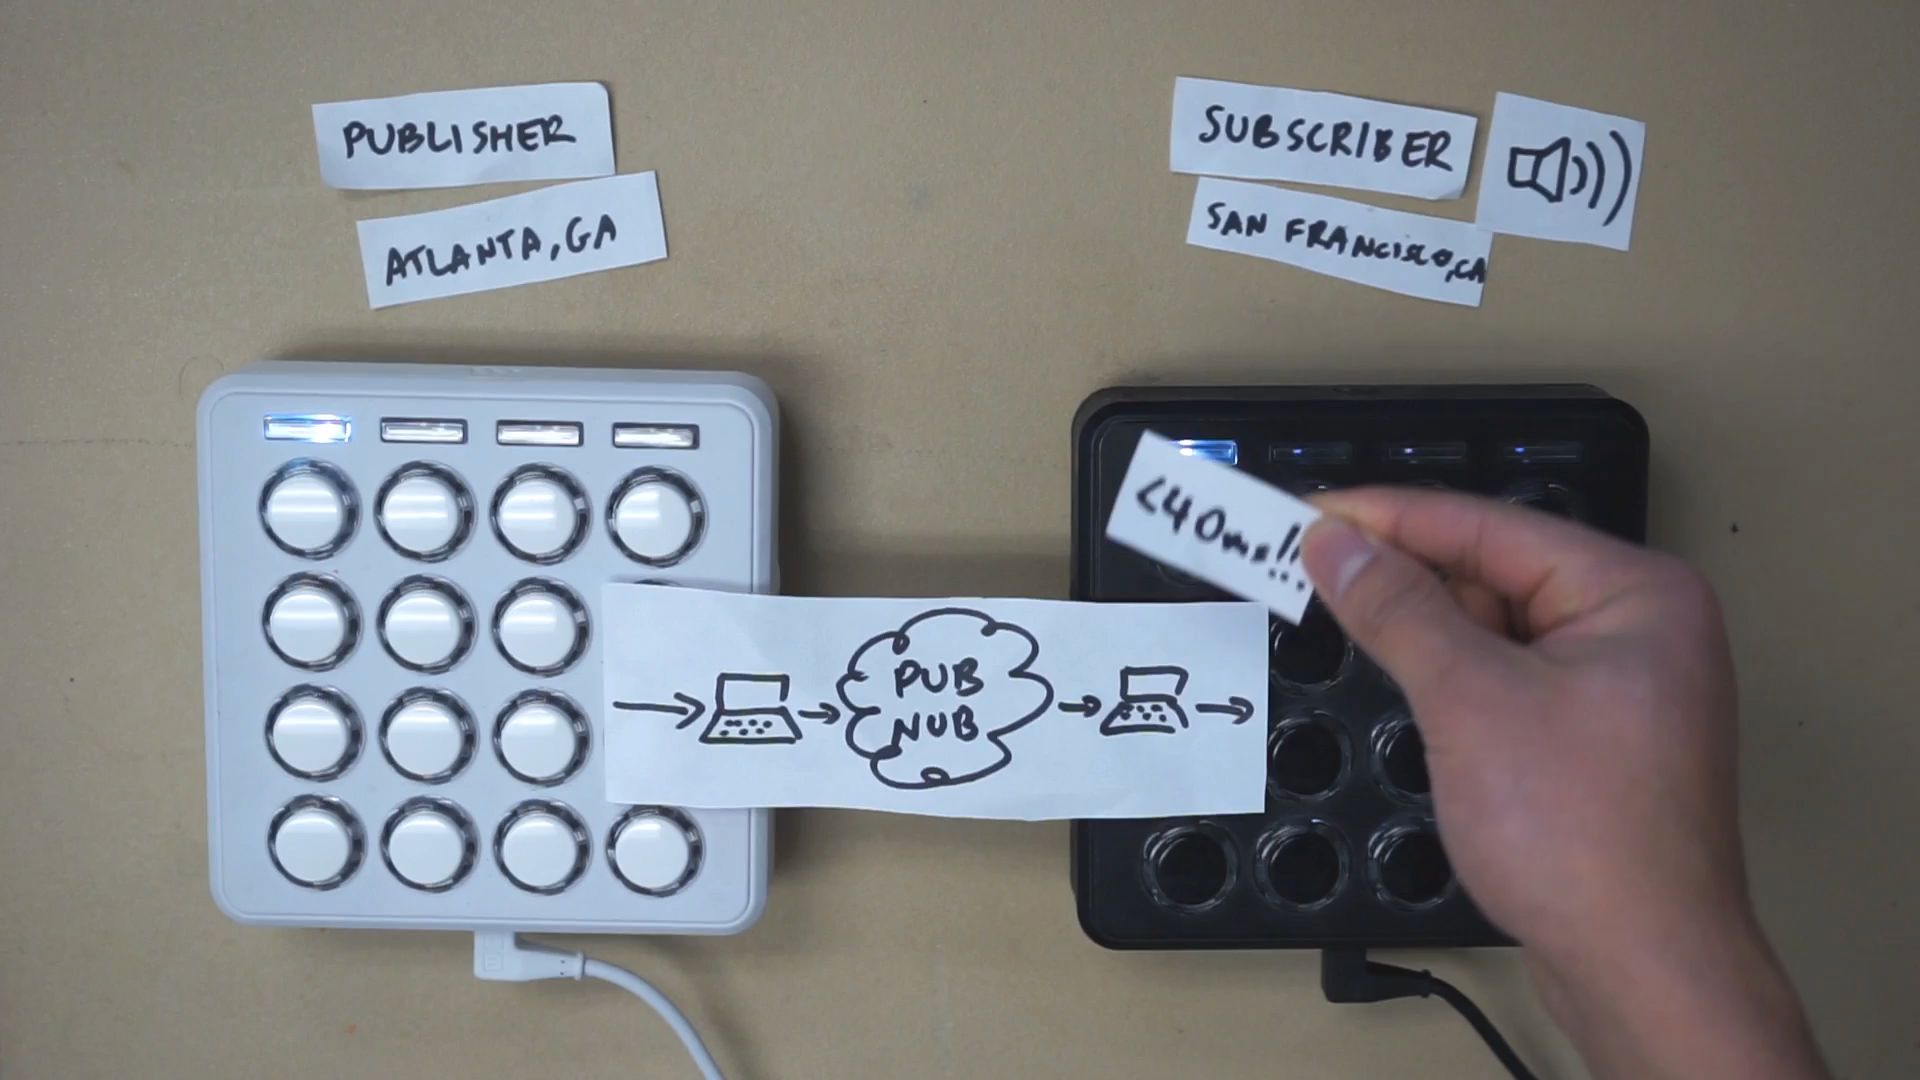 PUBLISHER
ATLANTA, GA
SUBSCRIBER
SAN FRANCISCO, CA
<40ms!!!
PUB
NUB